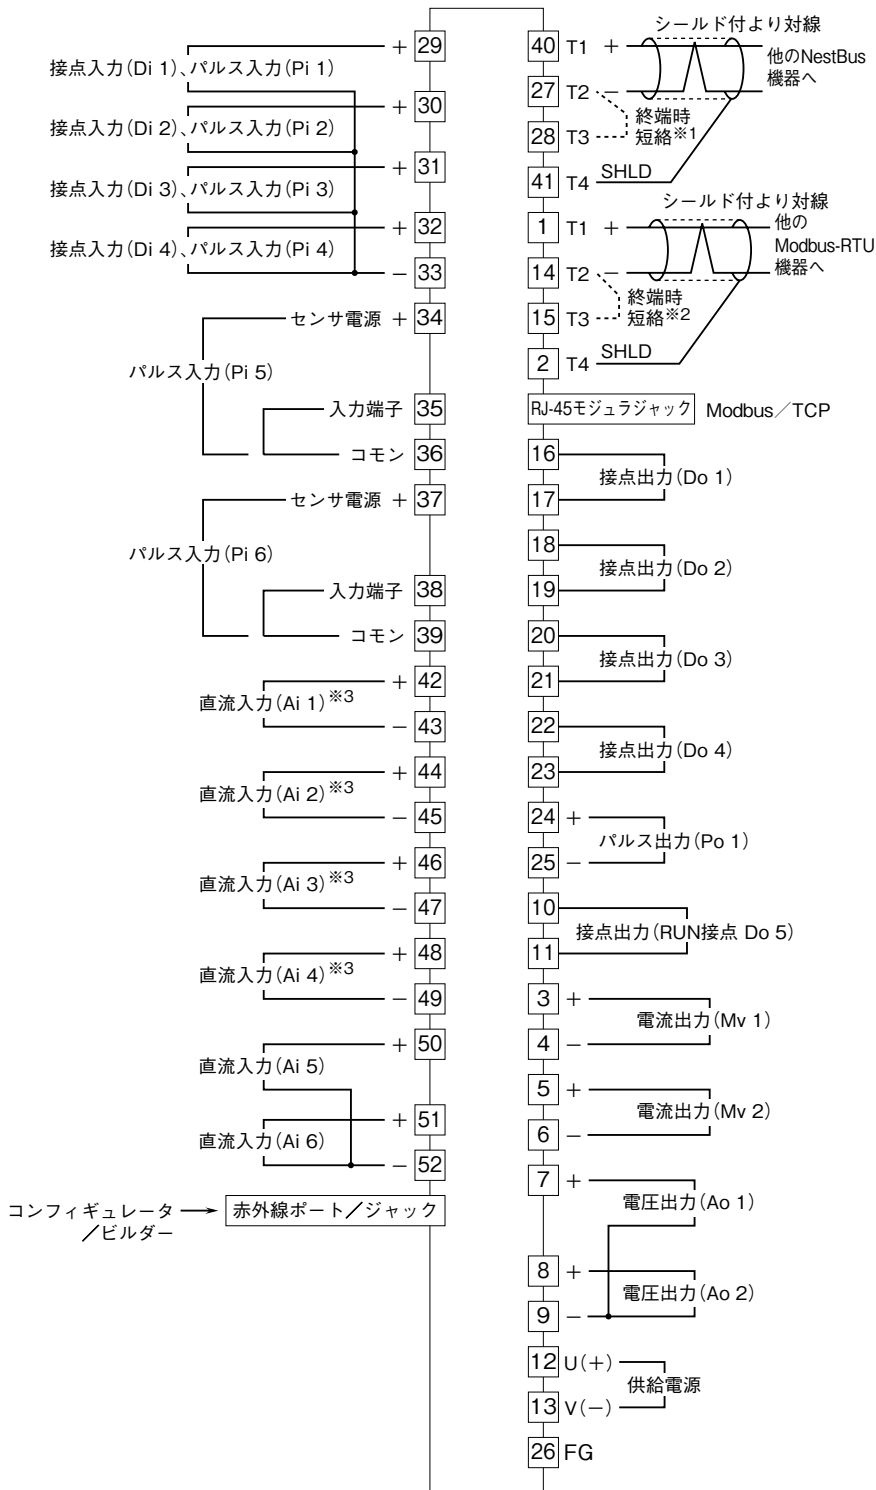 接点入力(Di 1)、パルス入力(Pi 1)
+ 29
接点入力(Di 2)、パルス入力(Pi 2)
+ 30
接点入力(Di 3)、パルス入力(Pi 3)
+ 31
接点入力(Di 4)、パルス入力(Pi 4)
+ 32
− 33
パルス入力(Pi 5)
センサ電源 + 34
入力端子 35
コモン 36
パルス入力(Pi 6)
センサ電源 + 37
入力端子 38
コモン 39
直流入力(Ai 1)※3
+ 42
− 43
直流入力(Ai 2)※3
+ 44
− 45
直流入力(Ai 3)※3
+ 46
− 47
直流入力(Ai 4)※3
+ 48
− 49
直流入力(Ai 5)
+ 50
直流入力(Ai 6)
+ 51
− 52
コンフィギュレータ
/ビルダー
赤外線ポート/ジャック
シールド付より対線
40 T1 +
他のNestBus
機器へ
27 T2 −
終端時
短絡※1
28 T3
41 T4 SHLD
シールド付より対線
1 T1 +
他の
Modbus-RTU
機器へ
14 T2 −
終端時
短絡※2
15 T3
2 T4 SHLD
RJ-45モジュラジャック Modbus/TCP
16
接点出力(Do 1)
17
18
接点出力(Do 2)
19
20
接点出力(Do 3)
21
22
接点出力(Do 4)
23
24 +
パルス出力(Po 1)
25 −
10
接点出力(RUN接点 Do 5)
11
3 +
電流出力(Mv 1)
4 −
5 +
電流出力(Mv 2)
6 −
7 +
電圧出力(Ao 1)
8 +
電圧出力(Ao 2)
9 −
12 U(+)
供給電源
13 V(−)
26 FG